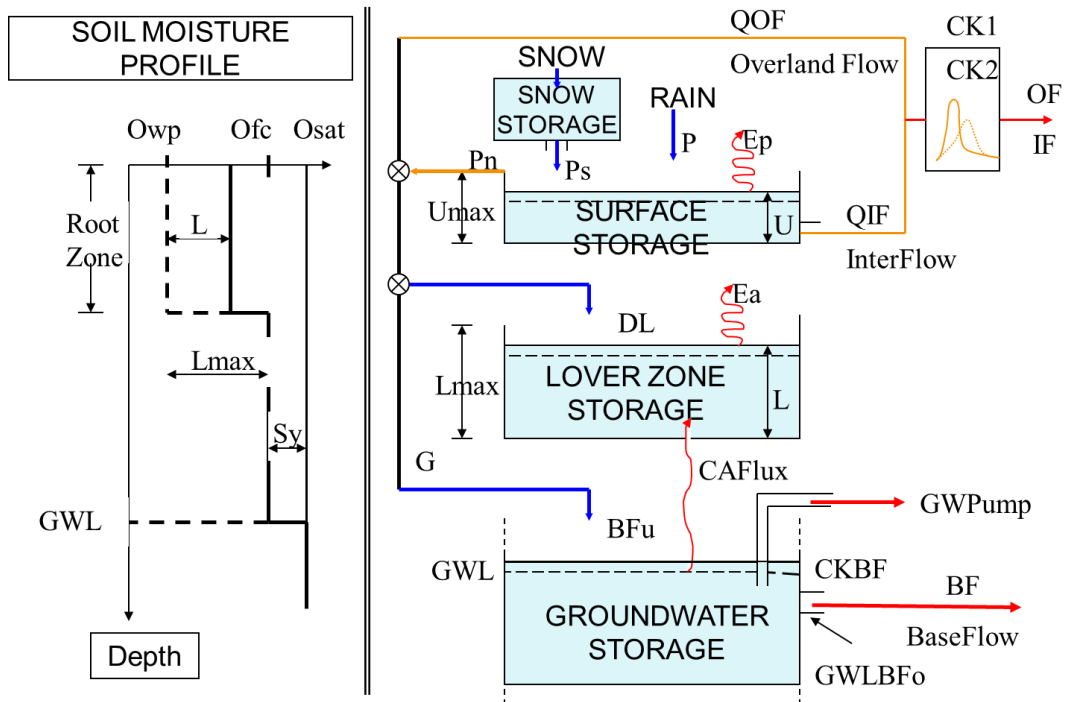 SOIL MOISTURE
PROFILE
Owp
Ofc
Osat
Root
Zone
L
Lmax
Sy
GWL
Depth
QOF
Overland Flow
CK1
CK2
OF
IF
SNOW
SNOW
STORAGE
RAIN
P
Ep
Pn
Ps
Umax
SURFACE
STORAGE
U
QIF
InterFlow
Ea
DL
Lmax
LOVER ZONE
STORAGE
L
G
CAFlux
BFu
GWPump
GWL
CKBF
GROUNDWATER
STORAGE
BF
BaseFlow
GWLBFo